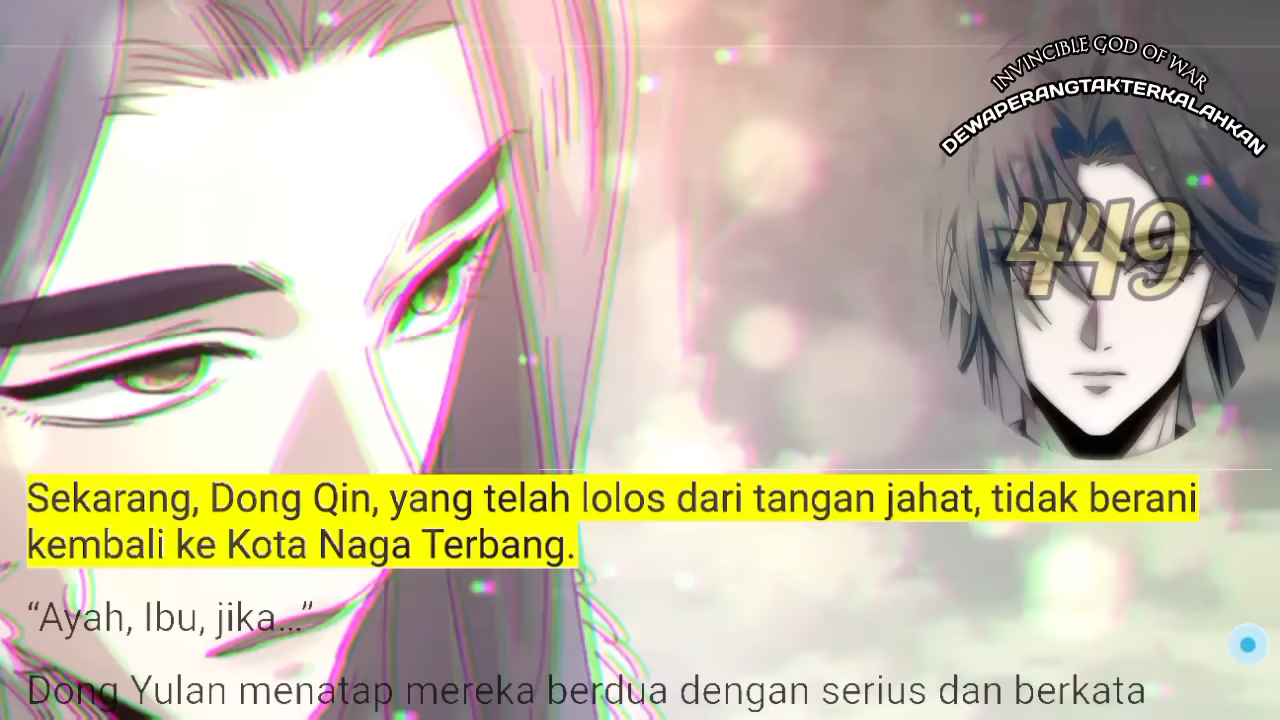 INVINCIBLE GOD OF WAR
DEWAPERANGTAKTERKALAHKAN
449
Sekarang, Dong Qin, yang telah lolos dari tangan jahat, tidak berani
kembali ke Kota Naga Terbang.
“Ayah, Ibu, jika...”
Dong Yulan menatap mereka berdua dengan serius dan berkata